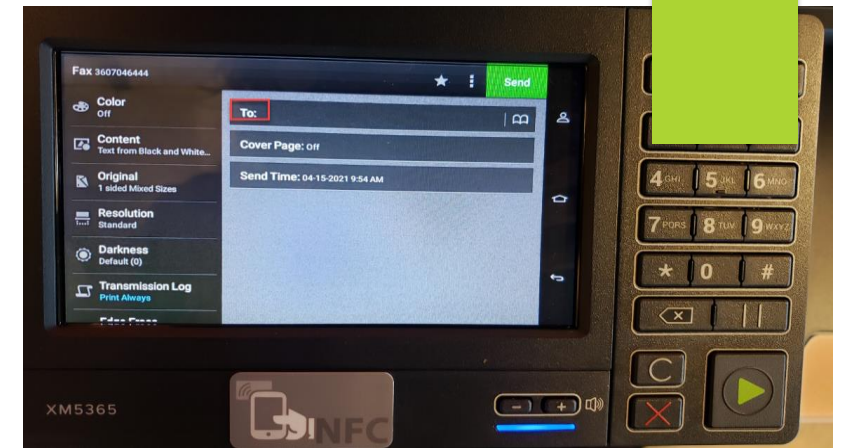 Fax 3607046444
Send
Color
Off
Content
Text from Black and White...
Original
1 sided Mixed Sizes
Resolution
Standard
Darkness
Default (0)
Transmission Log
Print Always
To:
Cover Page: Off
Send Time: 04-15-2021 9:54 AM
4 GHI 5 JKL 6 MNO
7 PQRS 8 TUV 9 WXYZ
* 0 #
C
XM5365
NFC
- +